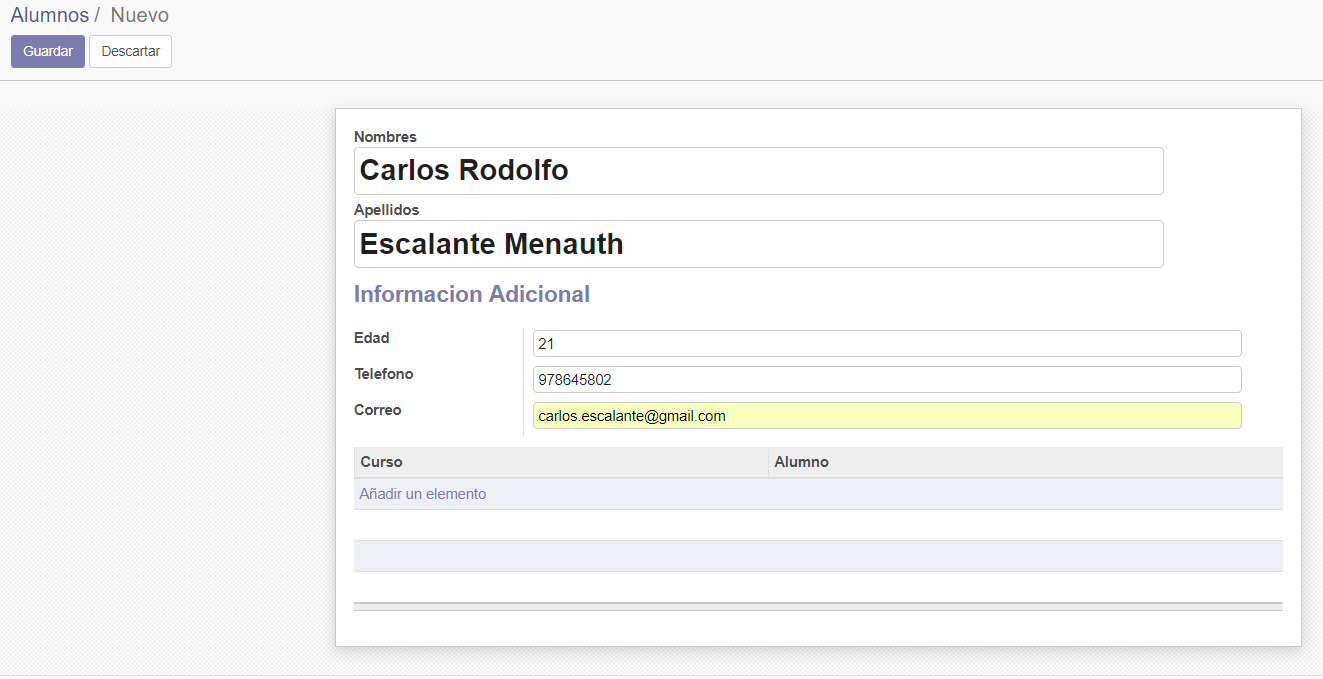 Alumnos / Nuevo
Guardar Descartar
Nombres
Carlos Rodolfo
Apellidos
Escalante Menauth
Informacion Adicional
Edad 21
Telefono 978645802
Correo carlos.escalante@gmail.com
Curso Alumno
Añadir un elemento